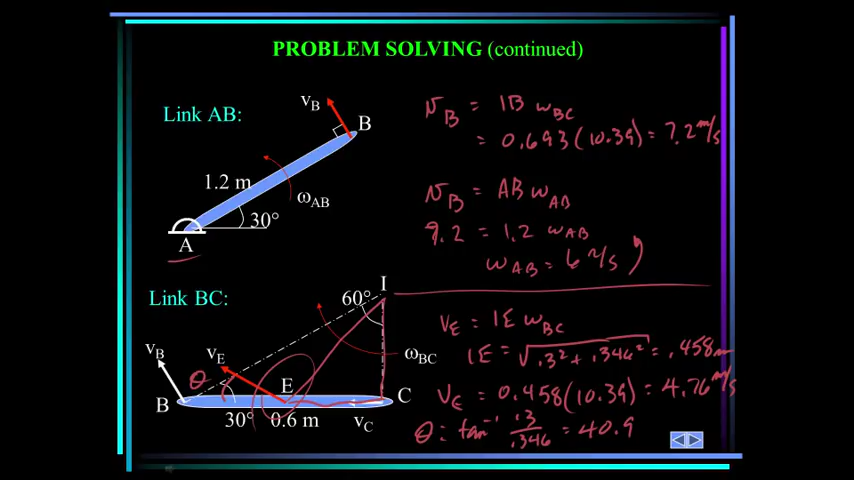 PROBLEM SOLVING (continued)
Link AB:
vB
B
1.2 m
ωAB
30°
A
vB = IB ωBC
= 0.693(10.39) = 7.2 m/s
vB = AB ωAB
7.2 = 1.2 ωAB
ωAB = 6 r/s
Link BC:
I
60°
vB
vE
θ
E
ωBC
B
30°
0.6 m
vC
C
vE = IE ωBC
IE = √.3² + .346² = .458m
vE = 0.458(10.39) = 4.76 m/s
θ: tan⁻¹ .3/.346 = 40.9